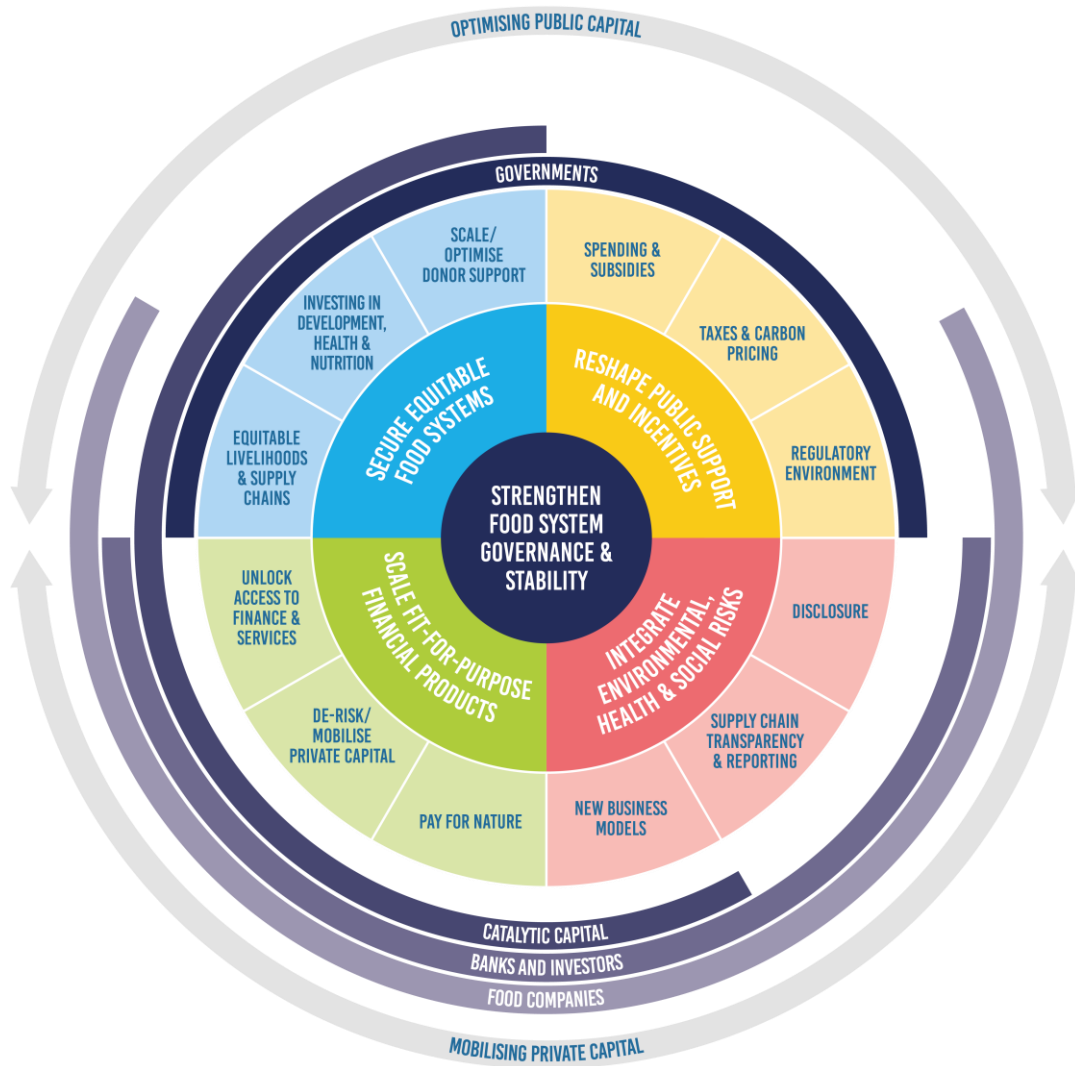 OPTIMISING PUBLIC CAPITAL
GOVERNMENTS
SCALE/
OPTIMISE
DONOR SUPPORT
SPENDING &
SUBSIDIES
INVESTING IN
DEVELOPMENT,
HEALTH &
NUTRITION
TAXES & CARBON
PRICING
EQUITABLE
LIVELIHOODS
& SUPPLY
CHAINS
REGULATORY
ENVIRONMENT
SECURE EQUITABLE
FOOD SYSTEMS
RESHAPE PUBLIC SUPPORT
AND INCENTIVES
STRENGTHEN
FOOD SYSTEM
GOVERNANCE &
STABILITY
SCALE FIT-FOR-PURPOSE
FINANCIAL PRODUCTS
INTEGRATE
ENVIRONMENTAL,
HEALTH & SOCIAL RISKS
UNLOCK
ACCESS TO
FINANCE &
SERVICES
DISCLOSURE
DE-RISK/
MOBILISE
PRIVATE CAPITAL
SUPPLY CHAIN
TRANSPARENCY
& REPORTING
PAY FOR NATURE
NEW BUSINESS
MODELS
CATALYTIC CAPITAL
BANKS AND INVESTORS
FOOD COMPANIES
MOBILISING PRIVATE CAPITAL